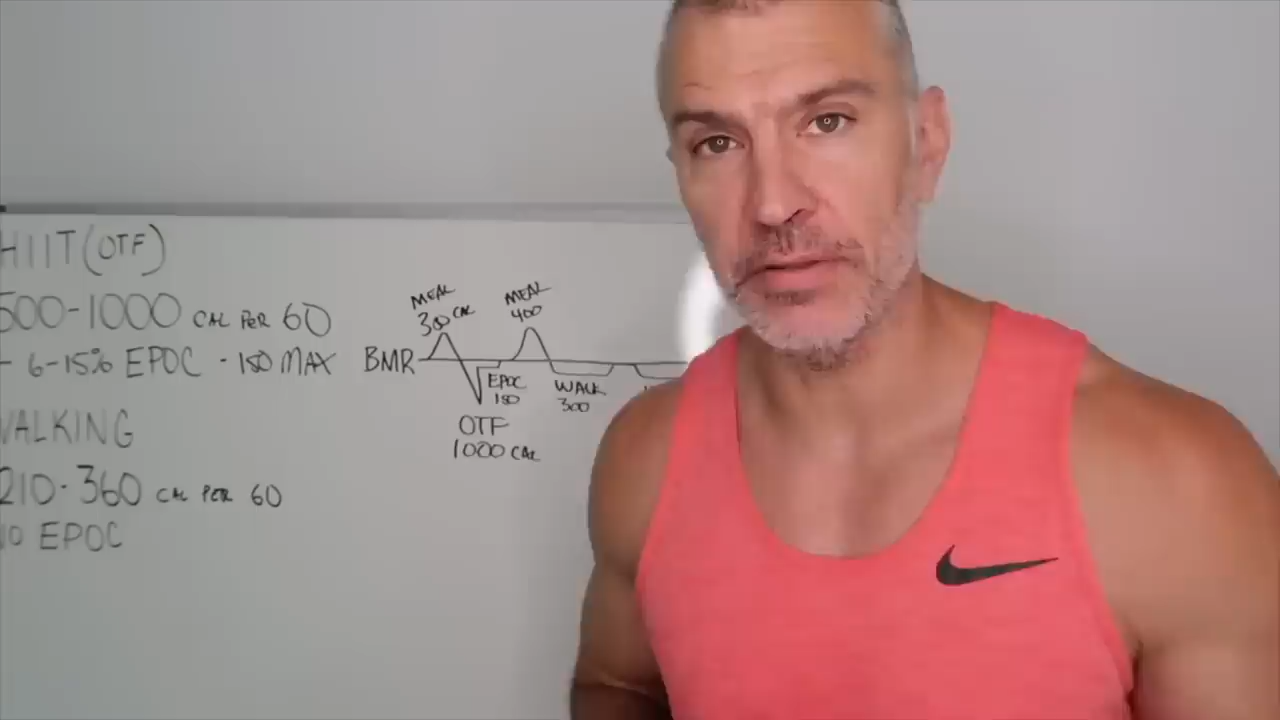 HIIT (OTF)
500-1000 CAL PER 60
- 6-15% EPOC - 150 MAX
WALKING
210-360 CAL PER 60
NO EPOC
MEAL
300 CAL
MEAL
400
BMR
EPOC
150
WALK
300
OTF
1000 CAL